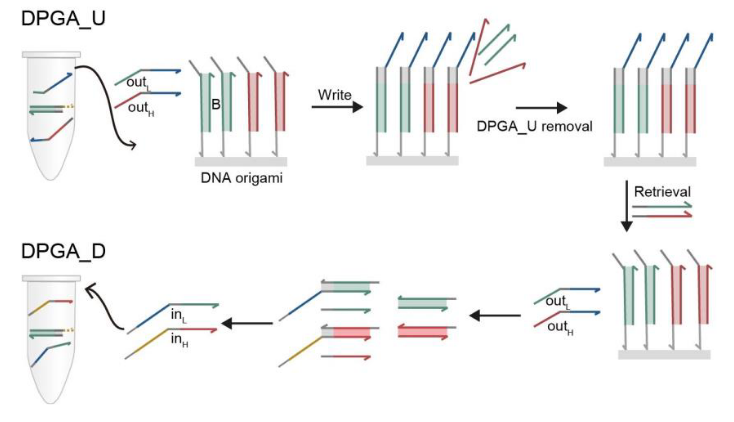 DPGA_U
out_L
out_H
B
DNA origami
Write
DPGA_U removal
Retrieval
DPGA_D
in_L
in_H
out_L
out_H